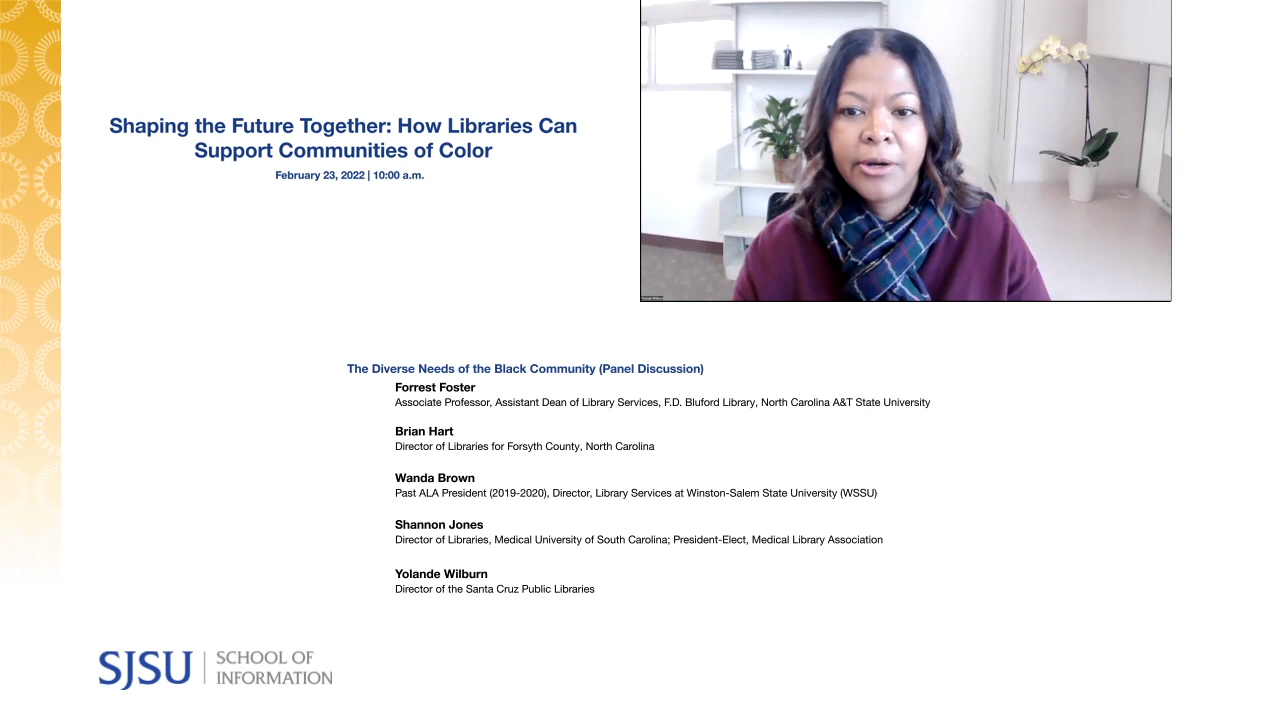 Shaping the Future Together: How Libraries Can
Support Communities of Color
February 23, 2022 | 10:00 a.m.
The Diverse Needs of the Black Community (Panel Discussion)
Forrest Foster
Associate Professor, Assistant Dean of Library Services, F.D. Bluford Library, North Carolina A&T State University
Brian Hart
Director of Libraries for Forsyth County, North Carolina
Wanda Brown
Past ALA President (2019-2020), Director, Library Services at Winston-Salem State University (WSSU)
Shannon Jones
Director of Libraries, Medical University of South Carolina; President-Elect, Medical Library Association
Yolande Wilburn
Director of the Santa Cruz Public Libraries
SJSU
SCHOOL OF
INFORMATION